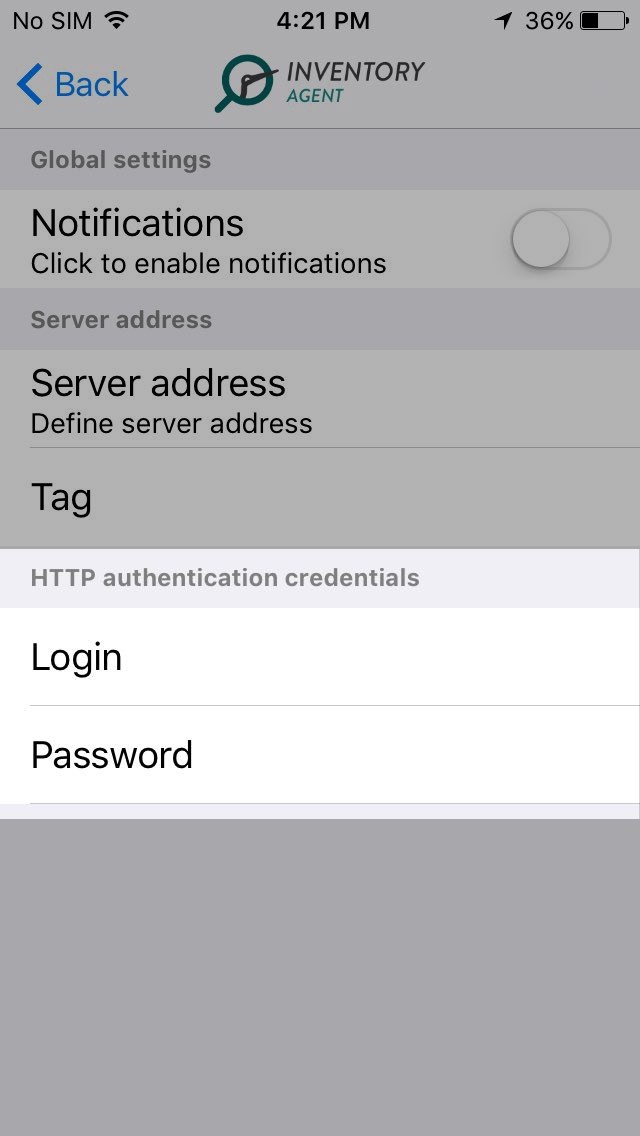 No SIM 4:21 PM 36%
Back INVENTORY
AGENT
Global settings
Notifications
Click to enable notifications
Server address
Server address
Define server address
Tag
HTTP authentication credentials
Login
Password